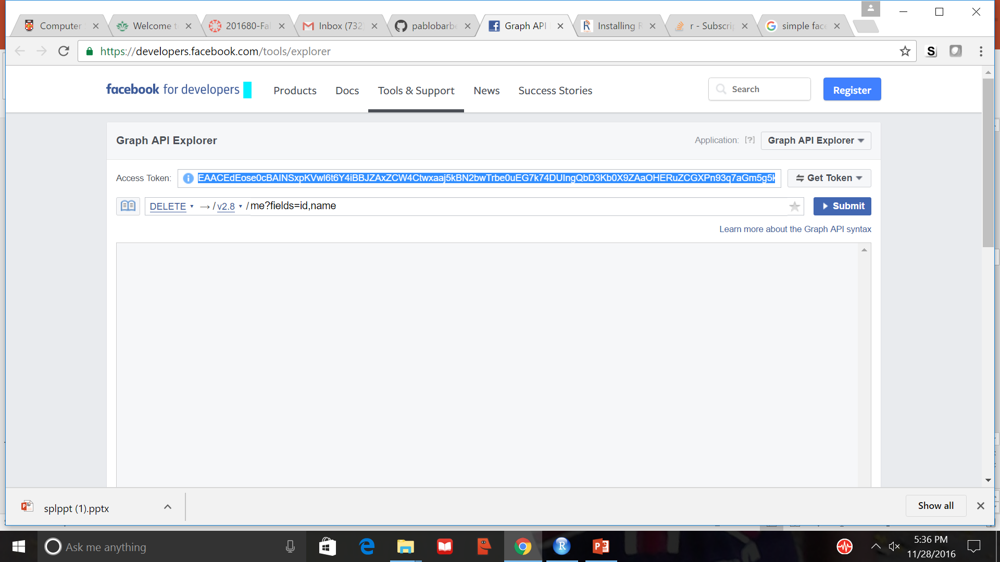 Computer
Welcome t
201680-Fal
Inbox (732
pablobarbe
Graph API
Installing R
r - Subscrip
simple face
https://developers.facebook.com/tools/explorer
S
facebook for developers
Products
Docs
Tools & Support
News
Success Stories
Search
Register
Graph API Explorer
Application: [?]
Graph API Explorer
Access Token:
EAACEdEose0cBAINSxpKVwl6t6Y4iBBJZAxZCW4Ctwxaaj5kBN2bwTrbe0uEG7k74DUIngQbD3Kb0X9ZAaOHERuZCGXPn93q7aGm5g5k
Get Token
DELETE → / v2.8 / me?fields=id,name
Submit
Learn more about the Graph API syntax
splppt (1).pptx
Show all
Ask me anything
5:36 PM
11/28/2016